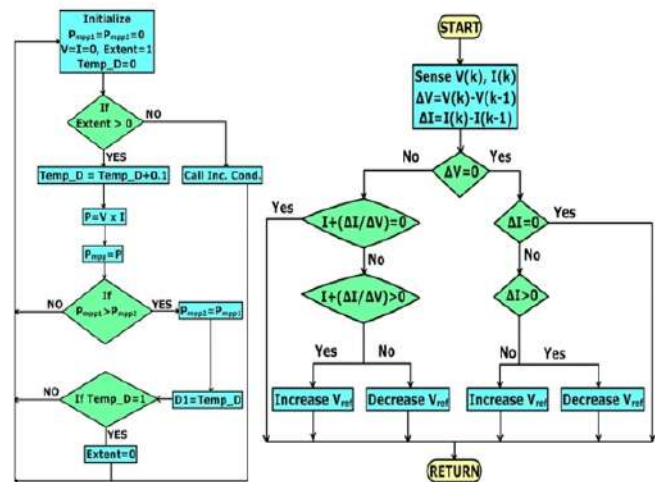 Initialize
Pmpp1=Pmpp2=0
V=I=0, Extent=1
Temp_D=0
If
Extent > 0
NO
YES
Temp_D = Temp_D+0.1
Call Inc. Cond.
P=V x I
Pmpp=P
If
Pmpp1>Pmpp2
NO
YES
Pmpp2=Pmpp1
If Temp_D=1
NO
D1=Temp_D
YES
Extent=0
START
Sense V(k), I(k)
ΔV=V(k)-V(k-1)
ΔI=I(k)-I(k-1)
No
ΔV=0
Yes
Yes
I+(ΔI/ΔV)=0
ΔI=0
Yes
No
No
I+(ΔI/ΔV)>0
ΔI>0
Yes
No
No
Yes
Increase Vref
Decrease Vref
Increase Vref
Decrease Vref
RETURN